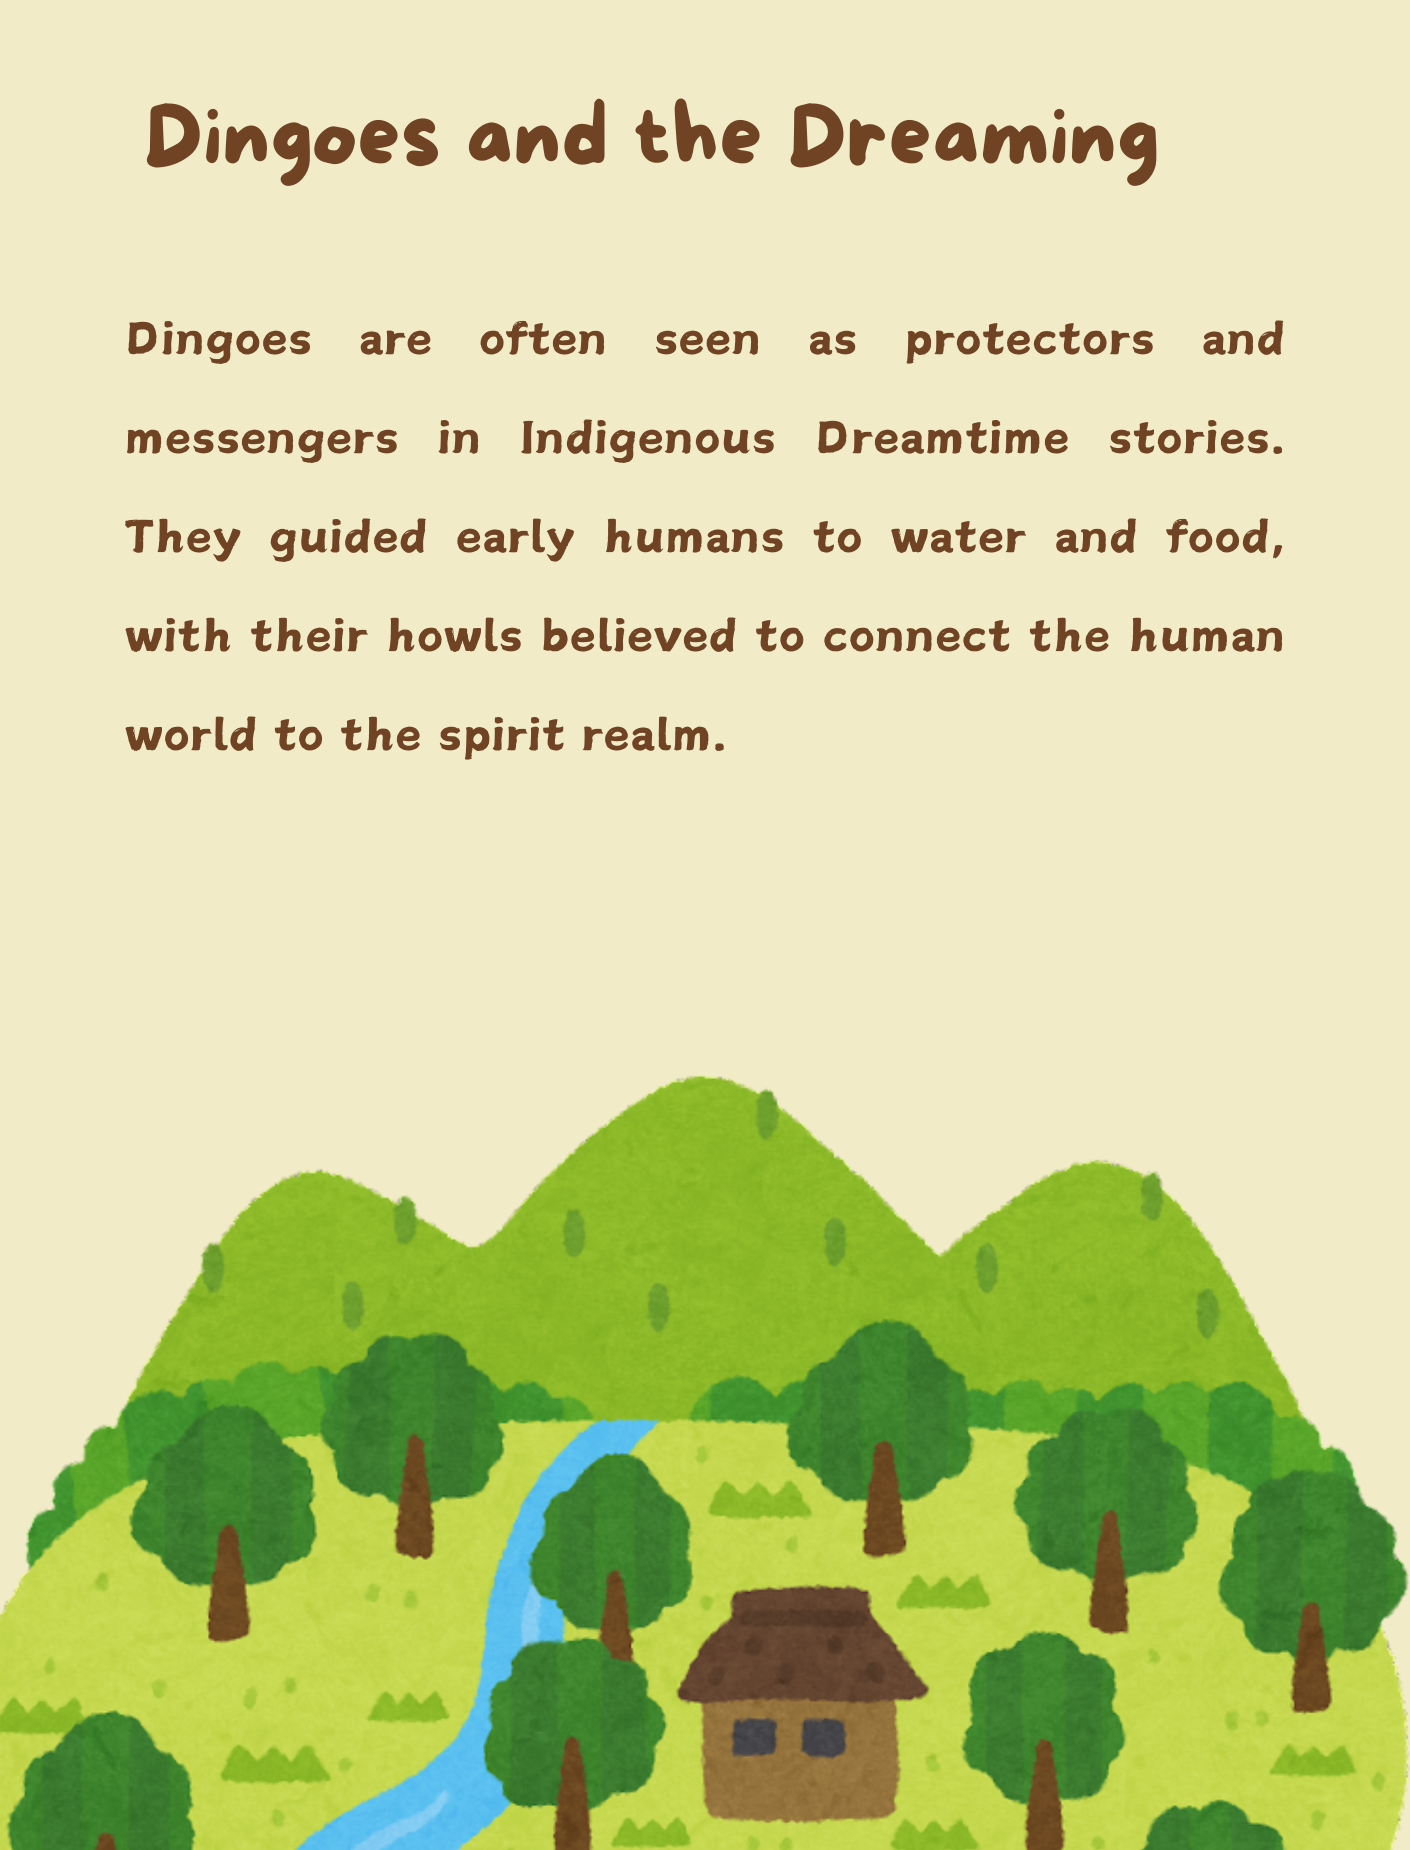 Dingoes and the Dreaming
Dingoes are often seen as protectors and
messengers in Indigenous Dreamtime stories.
They guided early humans to water and food,
with their howls believed to connect the human
world to the spirit realm.